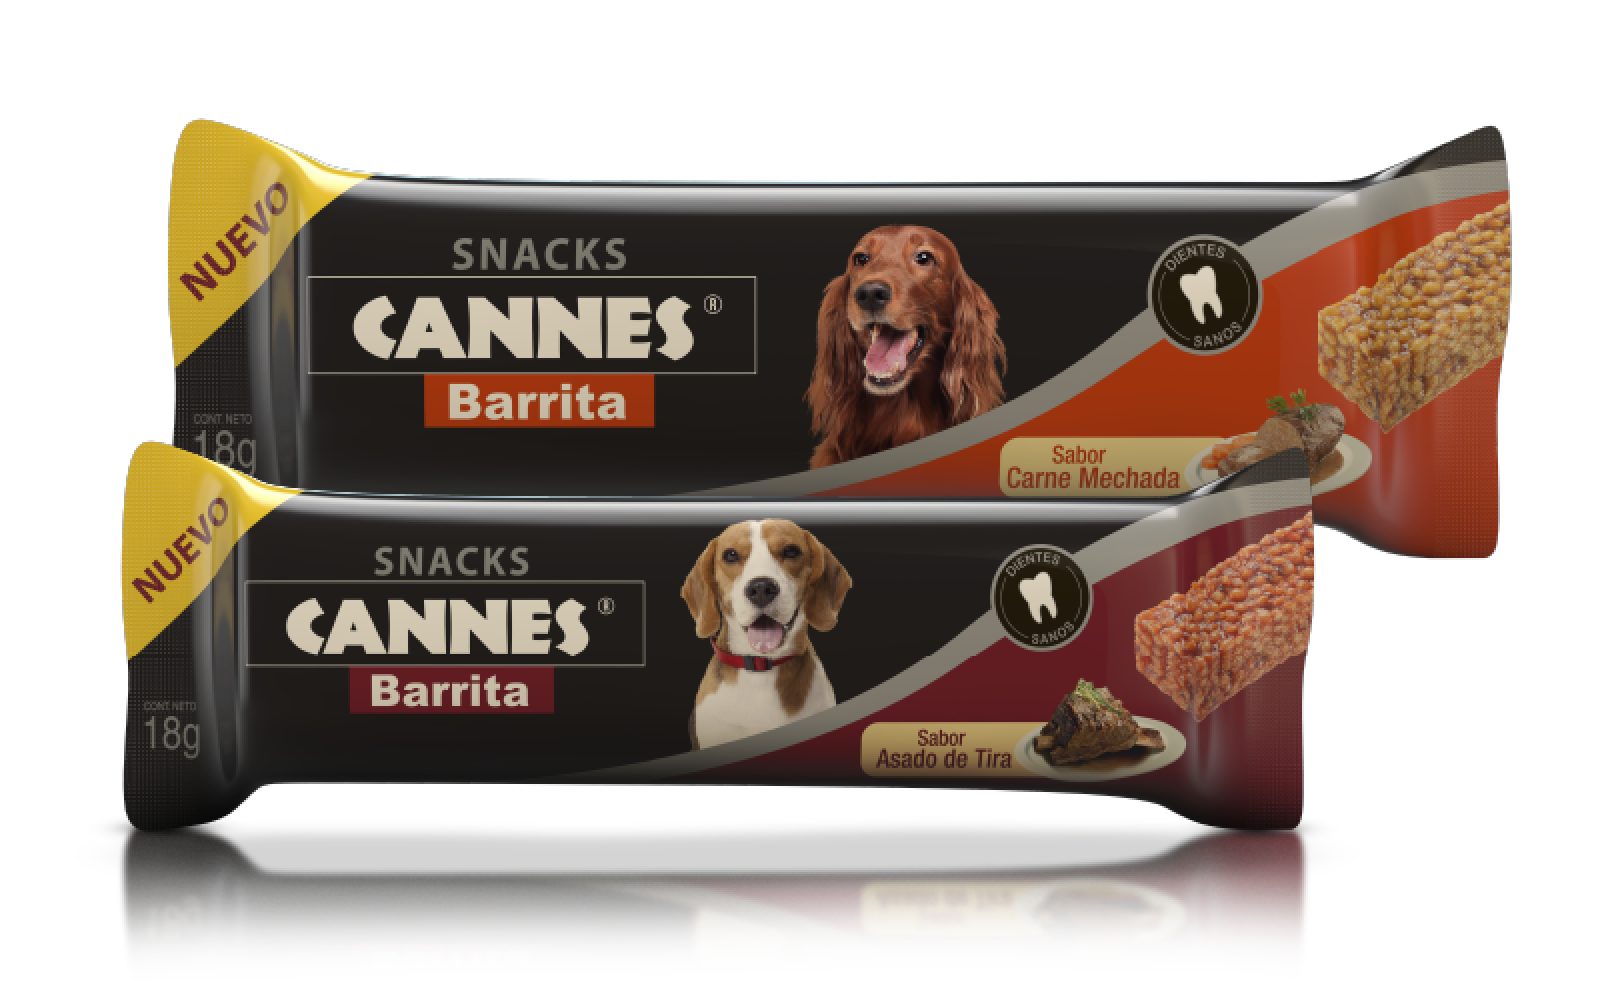 NUEVO
SNACKS
CANNES®
Barrita
CONT. NETO
18g
DIENTES
SANOS
Sabor
Carne Mechada
NUEVO
SNACKS
CANNES®
Barrita
CONT. NETO
18g
DIENTES
SANOS
Sabor
Asado de Tira